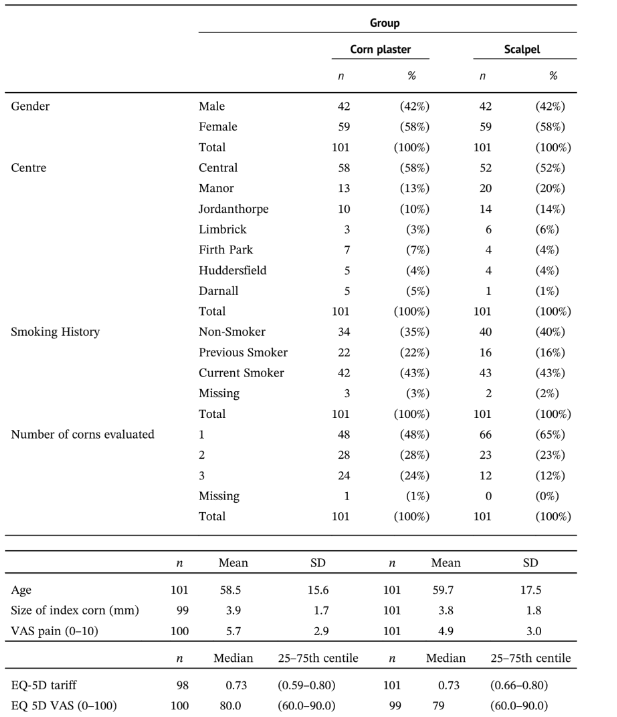 Group
Corn plaster Scalpel
n % n %
Gender Male 42 (42%) 42 (42%)
Female 59 (58%) 59 (58%)
Total 101 (100%) 101 (100%)
Centre Central 58 (58%) 52 (52%)
Manor 13 (13%) 20 (20%)
Jordanthorpe 10 (10%) 14 (14%)
Limbrick 3 (3%) 6 (6%)
Firth Park 7 (7%) 4 (4%)
Huddersfield 5 (4%) 4 (4%)
Darnall 5 (5%) 1 (1%)
Total 101 (100%) 101 (100%)
Smoking History Non-Smoker 34 (35%) 40 (40%)
Previous Smoker 22 (22%) 16 (16%)
Current Smoker 42 (43%) 43 (43%)
Missing 3 (3%) 2 (2%)
Total 101 (100%) 101 (100%)
Number of corns evaluated 1 48 (48%) 66 (65%)
2 28 (28%) 23 (23%)
3 24 (24%) 12 (12%)
Missing 1 (1%) 0 (0%)
Total 101 (100%) 101 (100%)
n Mean SD n Mean SD
Age 101 58.5 15.6 101 59.7 17.5
Size of index corn (mm) 99 3.9 1.7 101 3.8 1.8
VAS pain (0–10) 100 5.7 2.9 101 4.9 3.0
n Median 25–75th centile n Median 25–75th centile
EQ-5D tariff 98 0.73 (0.59–0.80) 101 0.73 (0.66–0.80)
EQ 5D VAS (0–100) 100 80.0 (60.0–90.0) 99 79 (60.0–90.0)